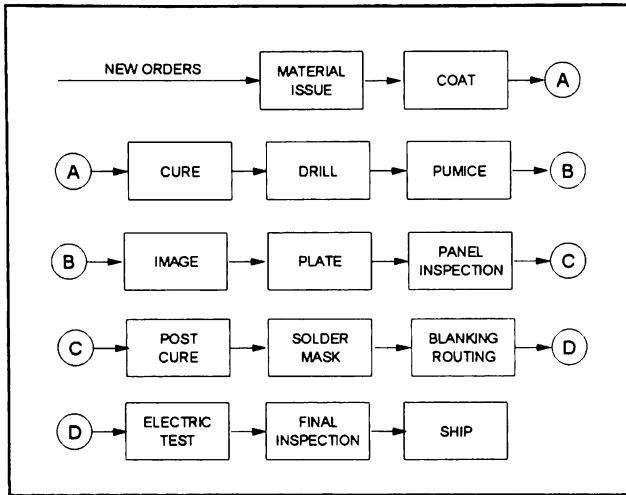 NEW ORDERS
MATERIAL
ISSUE
COAT
A
A
CURE
DRILL
PUMICE
B
B
IMAGE
PLATE
PANEL
INSPECTION
C
C
POST
CURE
SOLDER
MASK
BLANKING
ROUTING
D
D
ELECTRIC
TEST
FINAL
INSPECTION
SHIP